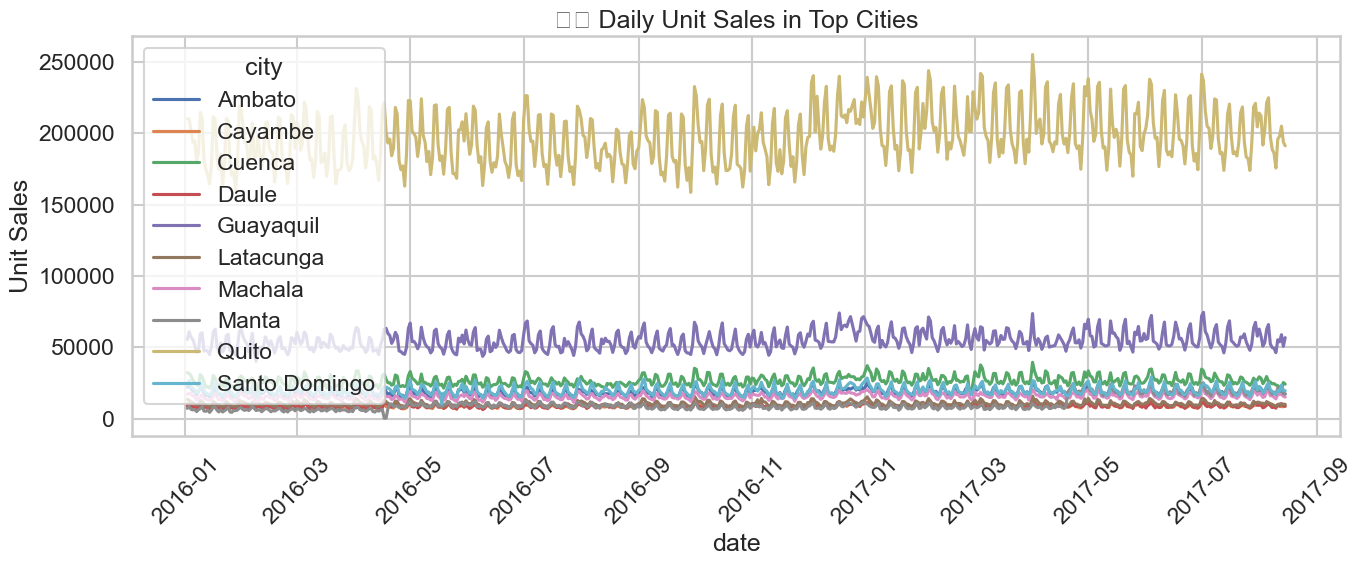 Daily Unit Sales in Top Cities
250000
200000
150000
100000
50000
0
Unit Sales
city
Ambato
Cayambe
Cuenca
Daule
Guayaquil
Latacunga
Machala
Manta
Quito
Santo Domingo
2016-01
2016-03
2016-05
2016-07
2016-09
2016-11
2017-01
2017-03
2017-05
2017-07
2017-09
date